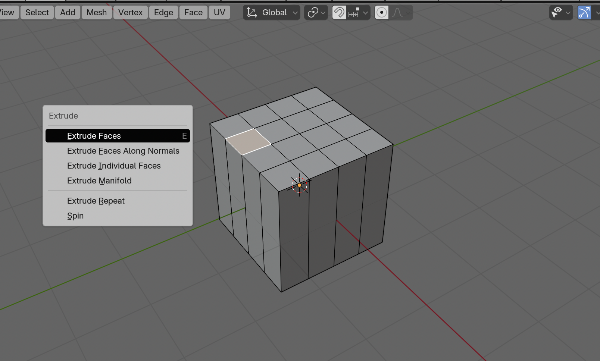 View Select Add Mesh Vertex Edge Face UV Global
Extrude
Extrude Faces E
Extrude Faces Along Normals
Extrude Individual Faces
Extrude Manifold
Extrude Repeat
Spin